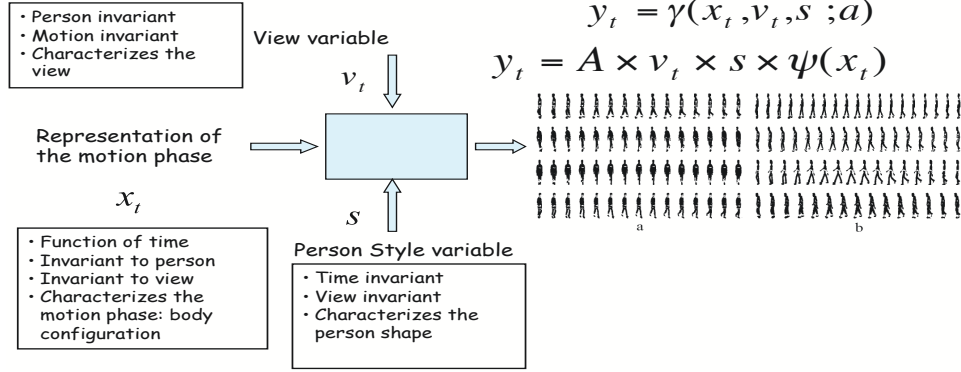 • Person invariant
• Motion invariant
• Characterizes the
view
View variable
v_t
y_t = γ(x_t, v_t, s ; a)
y_t = A × v_t × s × ψ(x_t)
Representation of
the motion phase
x_t
s
a
b
• Function of time
• Invariant to person
• Invariant to view
• Characterizes the
motion phase: body
configuration
Person Style variable
• Time invariant
• View invariant
• Characterizes the
person shape